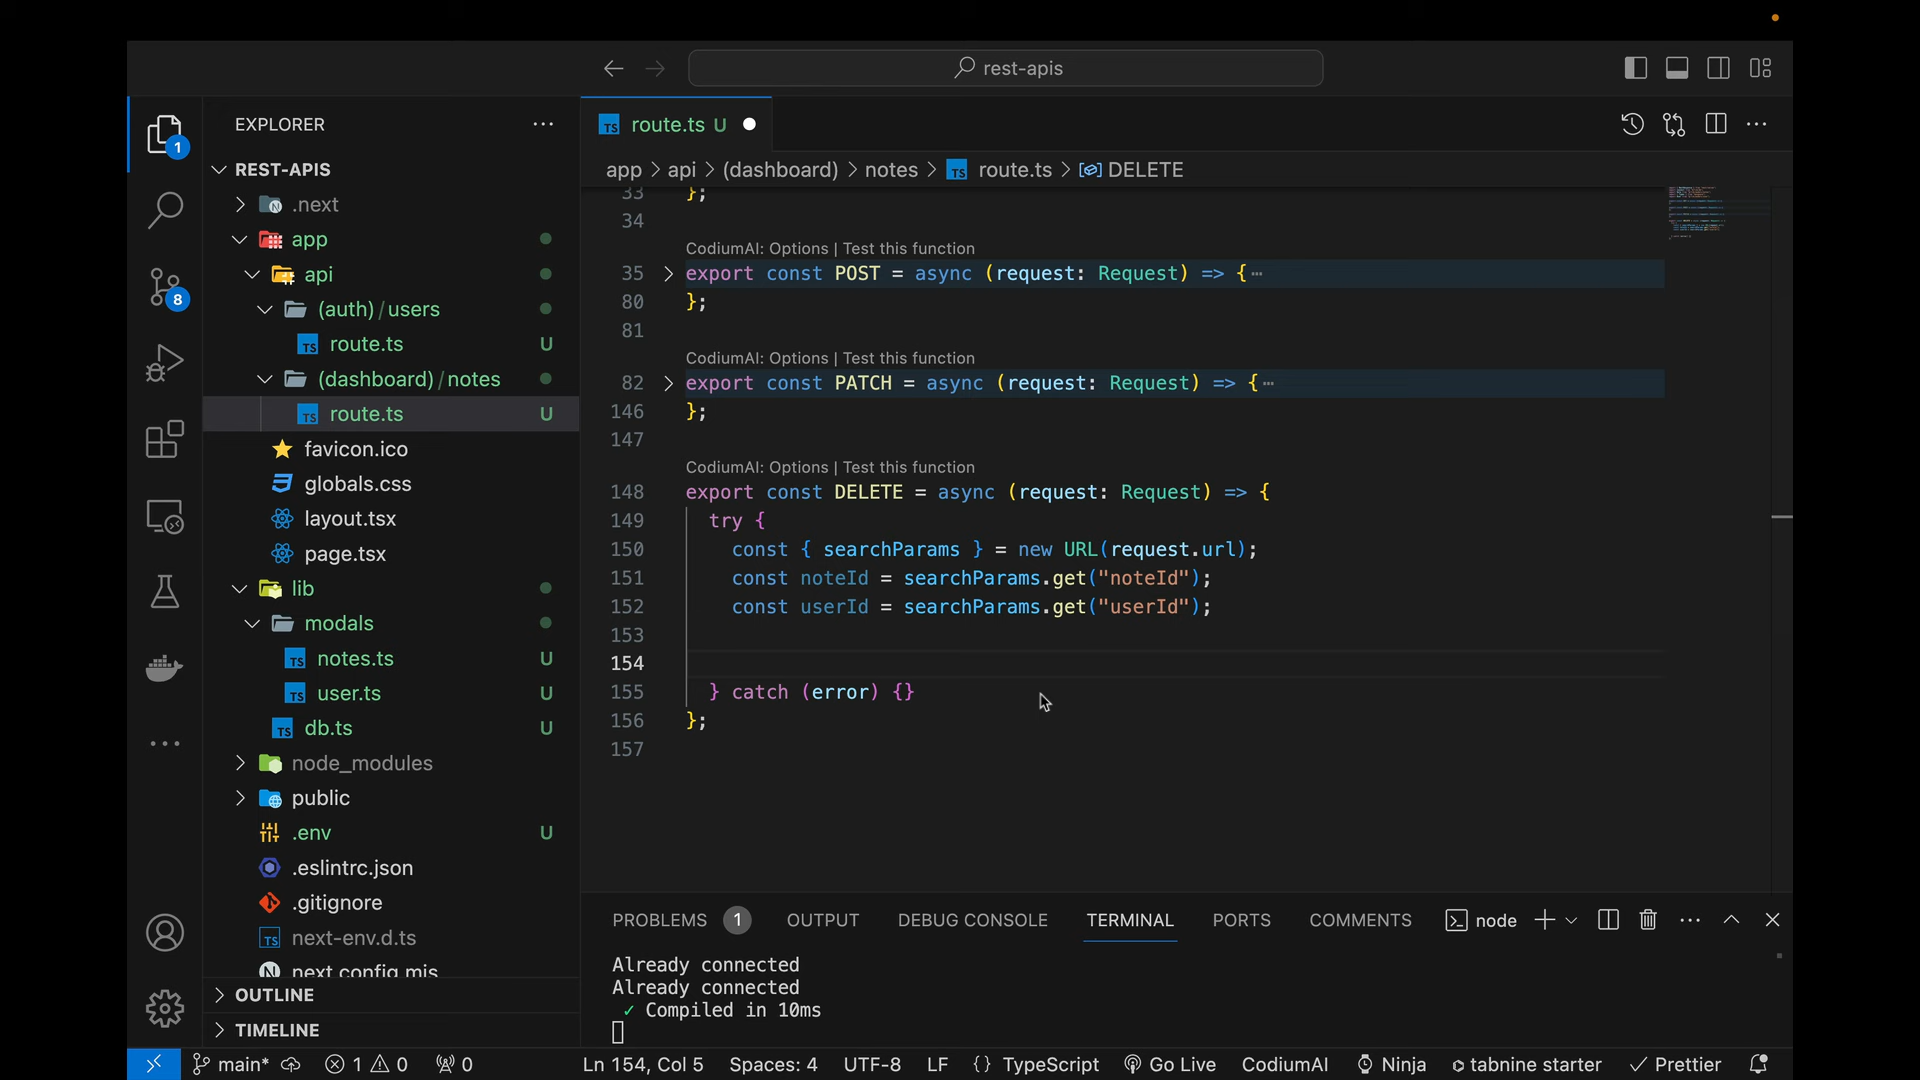 rest-apis
EXPLORER
REST-APIS
.next
app
api
(auth)/users
route.ts U
(dashboard)/notes
route.ts U
favicon.ico
globals.css
layout.tsx
page.tsx
lib
modals
notes.ts U
user.ts U
db.ts U
node_modules
public
.env U
.eslintrc.json
.gitignore
next-env.d.ts
next.config.mjs
OUTLINE
TIMELINE
1
8
route.ts U
app > api > (dashboard) > notes > TS route.ts > DELETE
33 };
34
CodiumAI: Options | Test this function
35 export const POST = async (request: Request) => {…
80 };
81
CodiumAI: Options | Test this function
82 export const PATCH = async (request: Request) => {…
146 };
147
CodiumAI: Options | Test this function
148 export const DELETE = async (request: Request) => {
149 try {
150 const { searchParams } = new URL(request.url);
151 const noteId = searchParams.get("noteId");
152 const userId = searchParams.get("userId");
153
154
155 } catch (error) {}
156 };
157
PROBLEMS 1 OUTPUT DEBUG CONSOLE TERMINAL PORTS COMMENTS node
Already connected
Already connected
✓ Compiled in 10ms
main* 1 0 0 Ln 154, Col 5 Spaces: 4 UTF-8 LF {} TypeScript Go Live CodiumAI Ninja tabnine starter Prettier